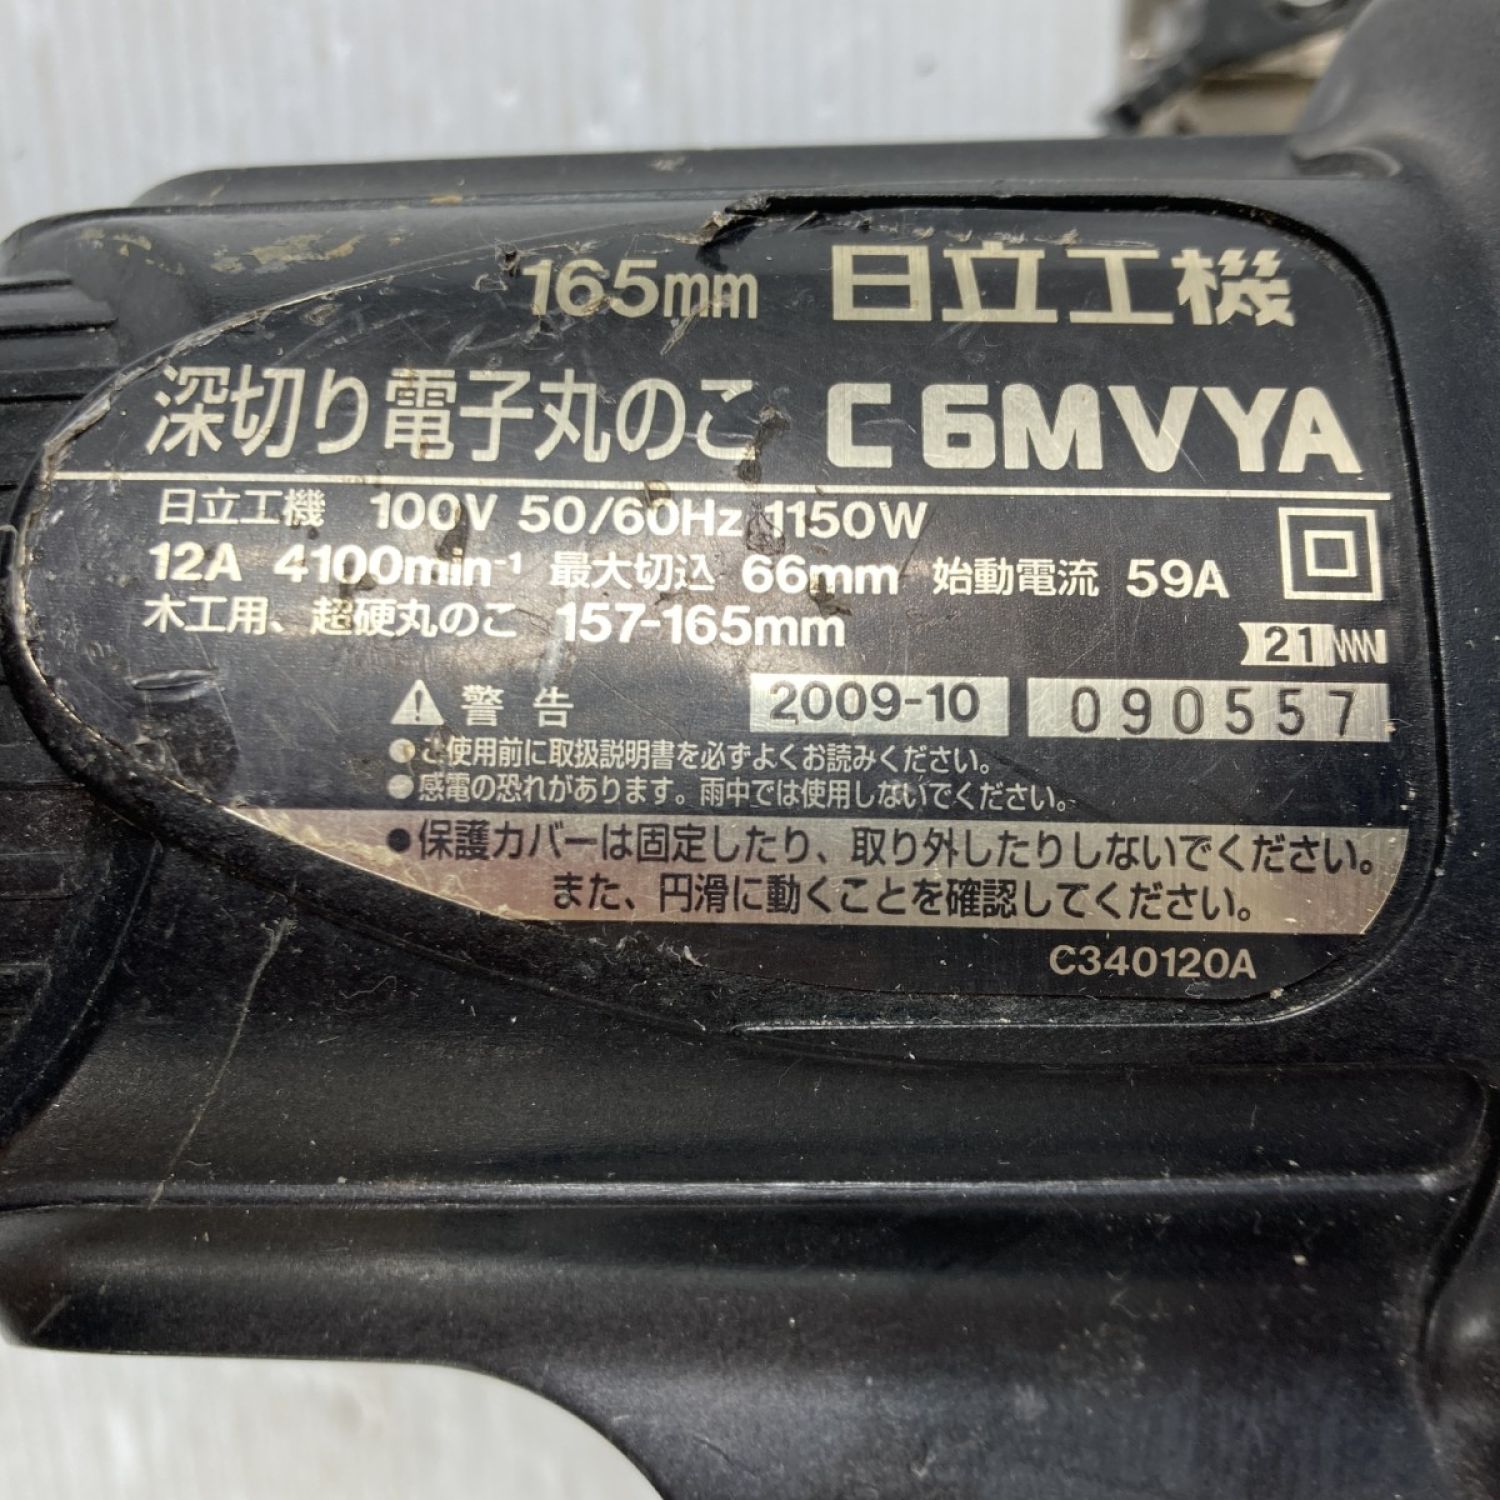 165mm 日立工機
深切り電子丸のこ C6MVYA
日立工機 100V 50/60Hz 1150W
12A 4100min⁻¹ 最大切込 66mm 始動電流 59A
木工用、超硬丸のこ 157-165mm
21
警告 2009-10 090557
●ご使用前に取扱説明書を必ずよくお読みください。
●感電の恐れがあります。雨中では使用しないでください。
●保護カバーは固定したり、取り外したりしないでください。
また、円滑に動くことを確認してください。
C340120A